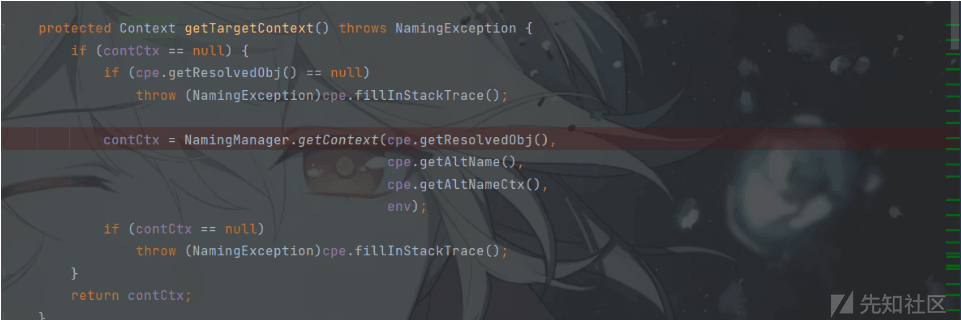 protected Context getTargetContext() throws NamingException {
    if (contCtx == null) {
        if (cpe.getResolvedObj() == null)
            throw (NamingException)cpe.fillInStackTrace();

        contCtx = NamingManager.getContext(cpe.getResolvedObj(),
                                           cpe.getAltName(),
                                           cpe.getAltNameCtx(),
                                           env);
        if (contCtx == null)
            throw (NamingException)cpe.fillInStackTrace();
    }
    return contCtx;
}
先知社区